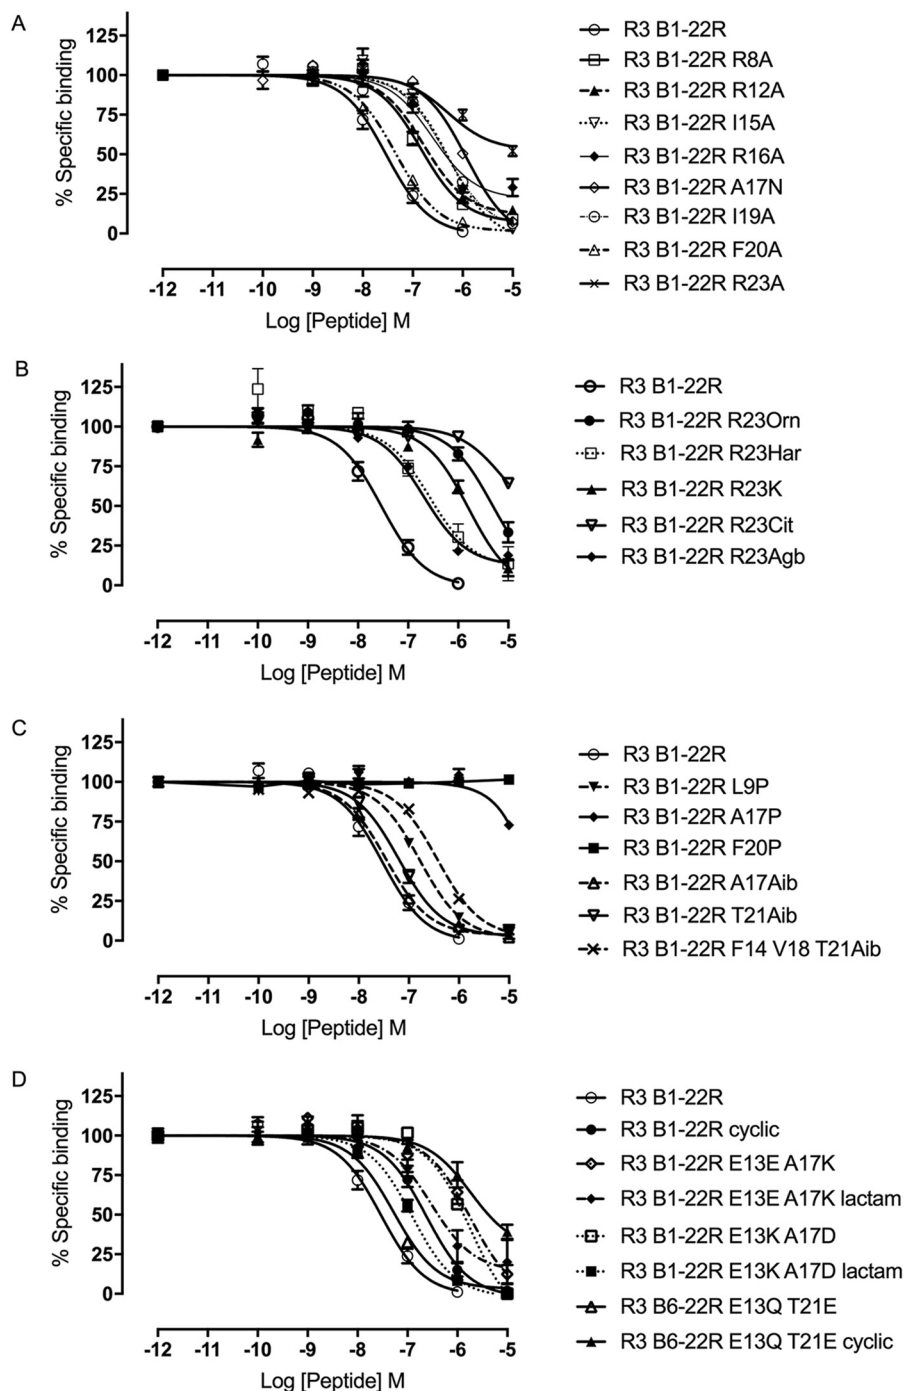 A
% Specific binding
125
100
75
50
25
0
-12 -11 -10 -9 -8 -7 -6 -5
Log [Peptide] M
R3 B1-22R
R3 B1-22R R8A
R3 B1-22R R12A
R3 B1-22R I15A
R3 B1-22R R16A
R3 B1-22R A17N
R3 B1-22R I19A
R3 B1-22R F20A
R3 B1-22R R23A
B
% Specific binding
125
100
75
50
25
0
-12 -11 -10 -9 -8 -7 -6 -5
Log [Peptide] M
R3 B1-22R
R3 B1-22R R23Orn
R3 B1-22R R23Har
R3 B1-22R R23K
R3 B1-22R R23Cit
R3 B1-22R R23Agb
C
% Specific binding
125
100
75
50
25
0
-12 -11 -10 -9 -8 -7 -6 -5
Log [Peptide] M
R3 B1-22R
R3 B1-22R L9P
R3 B1-22R A17P
R3 B1-22R F20P
R3 B1-22R A17Aib
R3 B1-22R T21Aib
R3 B1-22R F14 V18 T21Aib
D
% Specific binding
125
100
75
50
25
0
-12 -11 -10 -9 -8 -7 -6 -5
Log [Peptide] M
R3 B1-22R
R3 B1-22R cyclic
R3 B1-22R E13E A17K
R3 B1-22R E13E A17K lactam
R3 B1-22R E13K A17D
R3 B1-22R E13K A17D lactam
R3 B6-22R E13Q T21E
R3 B6-22R E13Q T21E cyclic